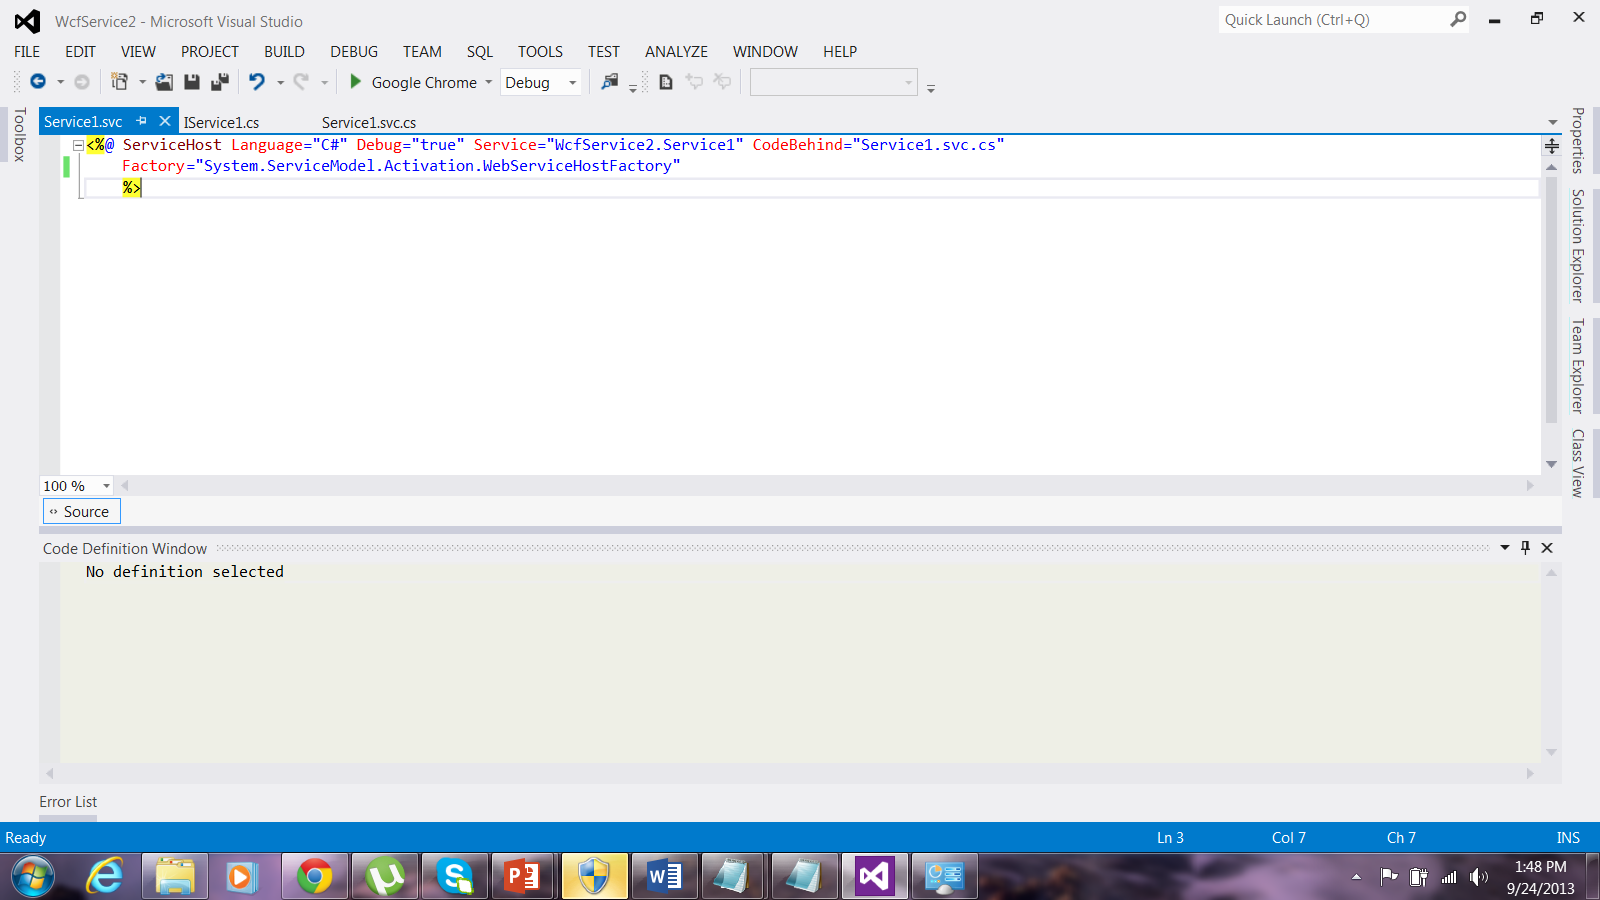 WcfService2 - Microsoft Visual Studio
Quick Launch (Ctrl+Q)
FILE EDIT VIEW PROJECT BUILD DEBUG TEAM SQL TOOLS TEST ANALYZE WINDOW HELP
Google Chrome Debug
Toolbox
Service1.svc IService1.cs Service1.svc.cs
<%@ ServiceHost Language="C#" Debug="true" Service="WcfService2.Service1" CodeBehind="Service1.svc.cs"
Factory="System.ServiceModel.Activation.WebServiceHostFactory"
%>
Properties
Solution Explorer
Team Explorer
Class View
100 %
Source
Code Definition Window
No definition selected
Error List
Ready Ln 3 Col 7 Ch 7 INS
1:48 PM
9/24/2013